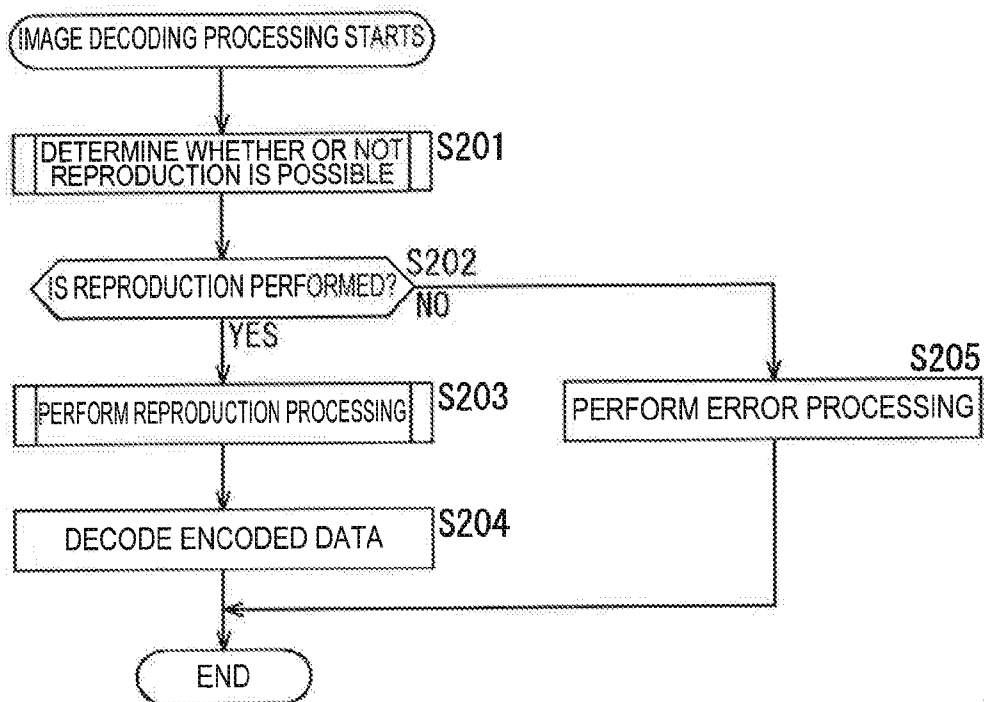 IMAGE DECODING PROCESSING STARTS
DETERMINE WHETHER OR NOT
REPRODUCTION IS POSSIBLE
S201
IS REPRODUCTION PERFORMED?
S202
NO
YES
PERFORM REPRODUCTION PROCESSING
S203
S205
PERFORM ERROR PROCESSING
DECODE ENCODED DATA
S204
END